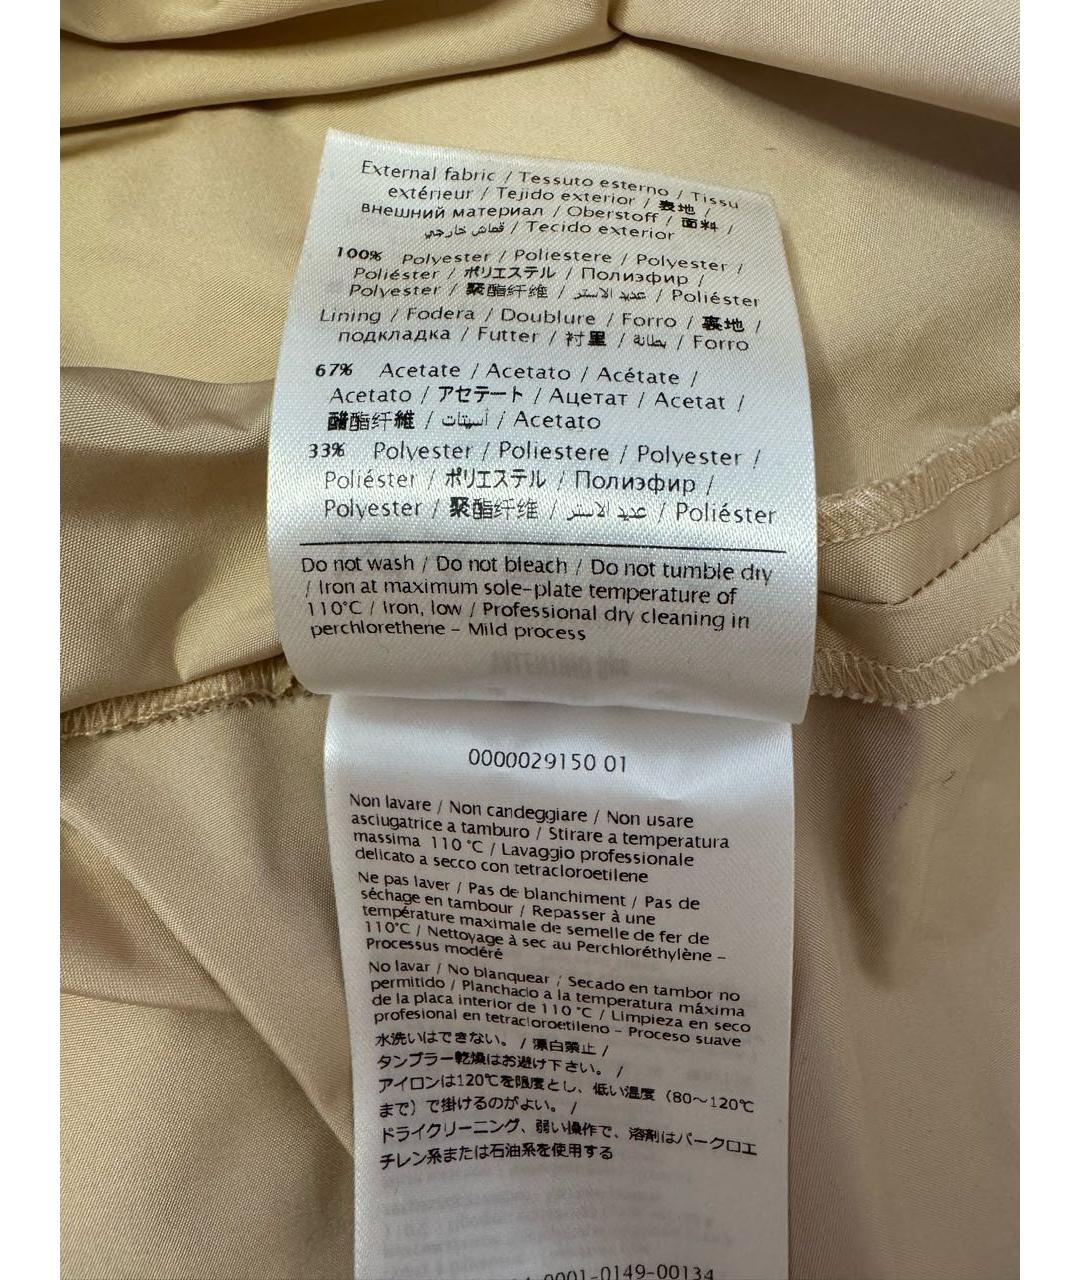 External fabric / Tessuto esterno / Tissu
extérieur / Tejido exterior / 表地 /
внешний материал / Oberstoff / 面料 /
قماش خارجي / Tecido exterior
100% Polyester / Poliestere / Polyester /
Poliéster / ポリエステル / Полиэфир /
Polyester / 聚酯纤维 / عديد الاستر / Poliéster
Lining / Fodera / Doublure / Forro / 裏地 /
подкладка / Futter / 衬里 / بطانة / Forro
67% Acetate / Acetato / Acétate /
Acetato / アセテート / Ацетат / Acetat /
醋酯纤維 / أسيتات / Acetato
33% Polyester / Poliestere / Polyester /
Poliéster / ポリエステル / Полиэфир /
Polyester / 聚酯纤维 / عديد الاستر / Poliéster
Do not wash / Do not bleach / Do not tumble dry
/ Iron at maximum sole-plate temperature of
110°C / Iron, low / Professional dry cleaning in
perchlorethene – Mild process
0000029150 01
Non lavare / Non candeggiare / Non usare
asciugatrice a tamburo / Stirare a temperatura
massima 110 °C / Lavaggio professionale
delicato a secco con tetracloroetilene
Ne pas laver / Pas de blanchiment / Pas de
séchage en tambour / Repasser à une
température maximale de semelle de fer de
110°C / Nettoyage à sec au Perchloréthylène –
Processus modéré
No lavar / No blanquear / Secado en tambor no
permitido / Planchado a la temperatura máxima
de la placa interior de 110 °C / Limpieza en seco
profesional en tetracloroetileno – Proceso suave
水洗いはできない。 / 漂白禁止 /
タンブラー乾燥はお避け下さい。 /
アイロンは120℃を限度とし、低い温度（80～120℃
まで）で掛けるのがよい。 /
ドライクリーニング、弱い操作で、溶剤はパークロエ
チレン系または石油系を使用する
0001-0149-00134